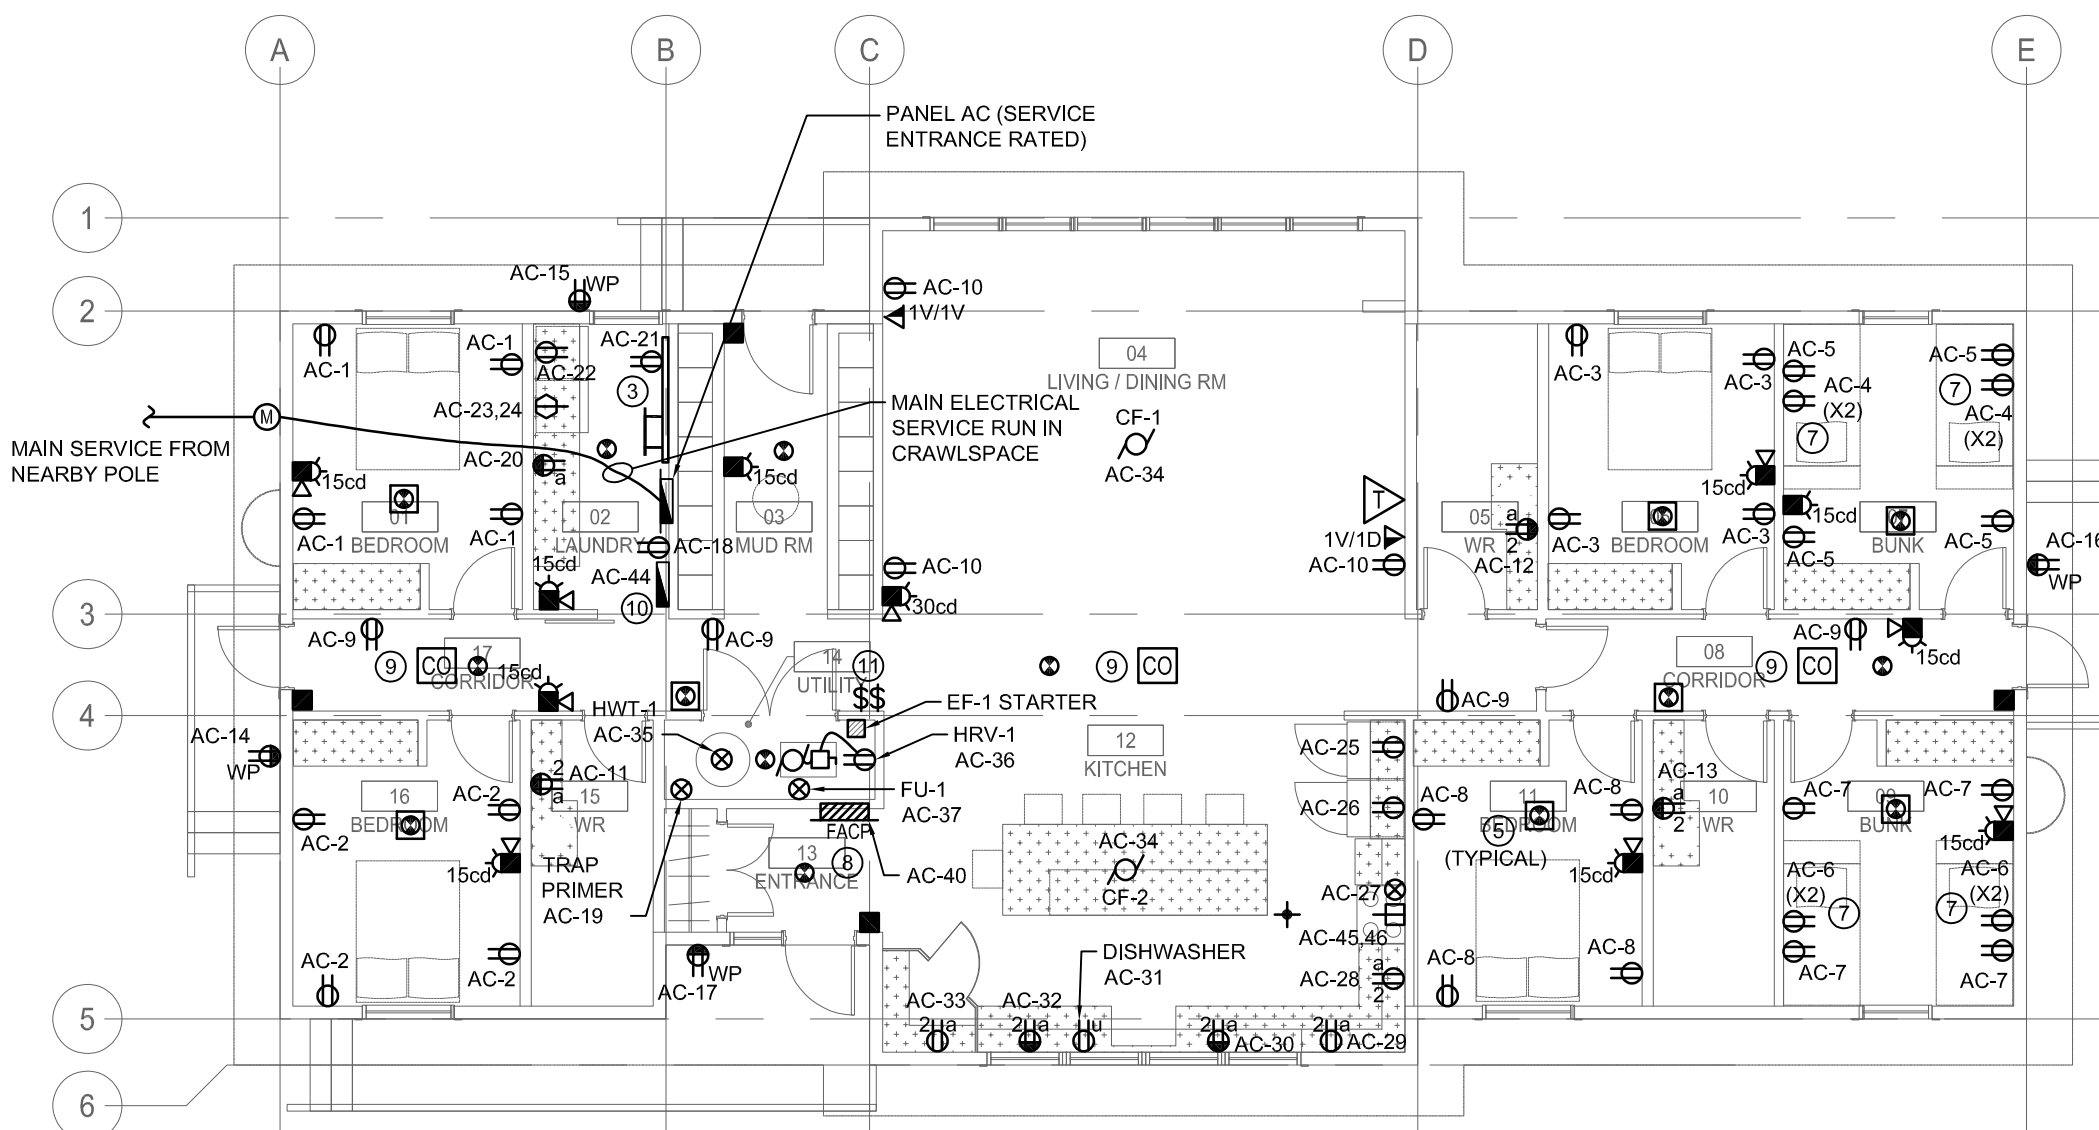 A
B
C
D
E
PANEL AC (SERVICE
ENTRANCE RATED)
1
AC-15
WP
AC-10
2
1V/1V
AC-1
AC-1
AC-21
AC-22
3
04
LIVING / DINING RM
AC-3
AC-3
AC-5
AC-5
AC-4
(X2)
7
7
AC-4
(X2)
AC-23,24
M
MAIN SERVICE FROM
NEARBY POLE
MAIN ELECTRICAL
SERVICE RUN IN
CRAWLSPACE
CF-1
AC-34
AC-20
a
15cd
15cd
15cd
15cd
T
01
BEDROOM
02
LAUNDRY
03
MUD RM
05
WR
a
2
BEDROOM
BUNK
AC-1
AC-1
AC-18
1V/1D
AC-10
AC-12
AC-3
AC-3
AC-5
AC-5
AC-16
WP
15cd
AC-44
10
AC-10
30cd
3
AC-9
AC-9
AC-9
9
CO
17
CORRIDOR
15cd
14
UTILITY
11
$$
9
CO
08
CORRIDOR
9
CO
15cd
4
HWT-1
AC-35
EF-1 STARTER
HRV-1
AC-36
AC-9
12
KITCHEN
AC-14
WP
2
a
AC-11
FU-1
AC-37
AC-25
AC-26
AC-13
a
2
16
BEDROOM
AC-2
AC-2
15
WR
FACP
AC-8
AC-8
11
BEDROOM
5
(TYPICAL)
10
WR
AC-7
AC-7
09
BUNK
15cd
15cd
15cd
TRAP
PRIMER
AC-19
13
ENTRANCE
8
AC-40
AC-34
CF-2
AC-27
AC-45,46
AC-6
(X2)
7
7
AC-6
(X2)
AC-2
AC-2
WP
AC-17
DISHWASHER
AC-31
AC-28
a
2
AC-8
AC-8
AC-7
AC-7
5
AC-33
2 a
AC-32
2 a
u
2 a
AC-30
2 a
AC-29
6